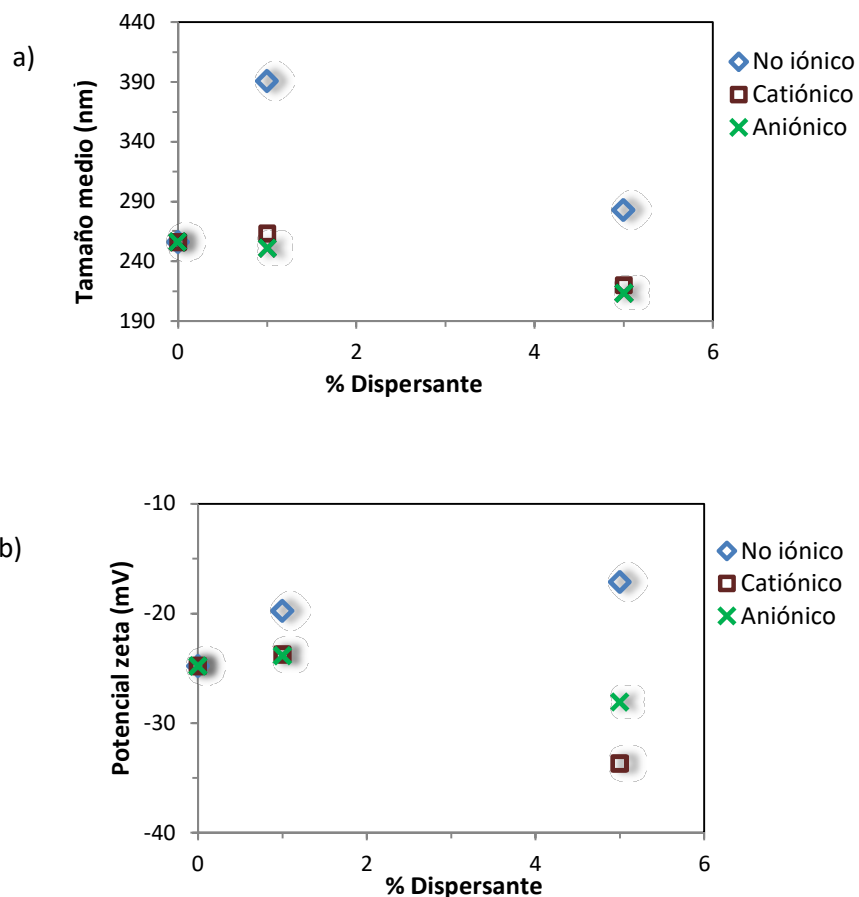 a)
Tamaño medio (nm)
440
390
340
290
240
190
0 2 4 6
% Dispersante
No iónico
Catiónico
Aniónico
b)
Potencial zeta (mV)
-10
-20
-30
-40
0 2 4 6
% Dispersante
No iónico
Catiónico
Aniónico